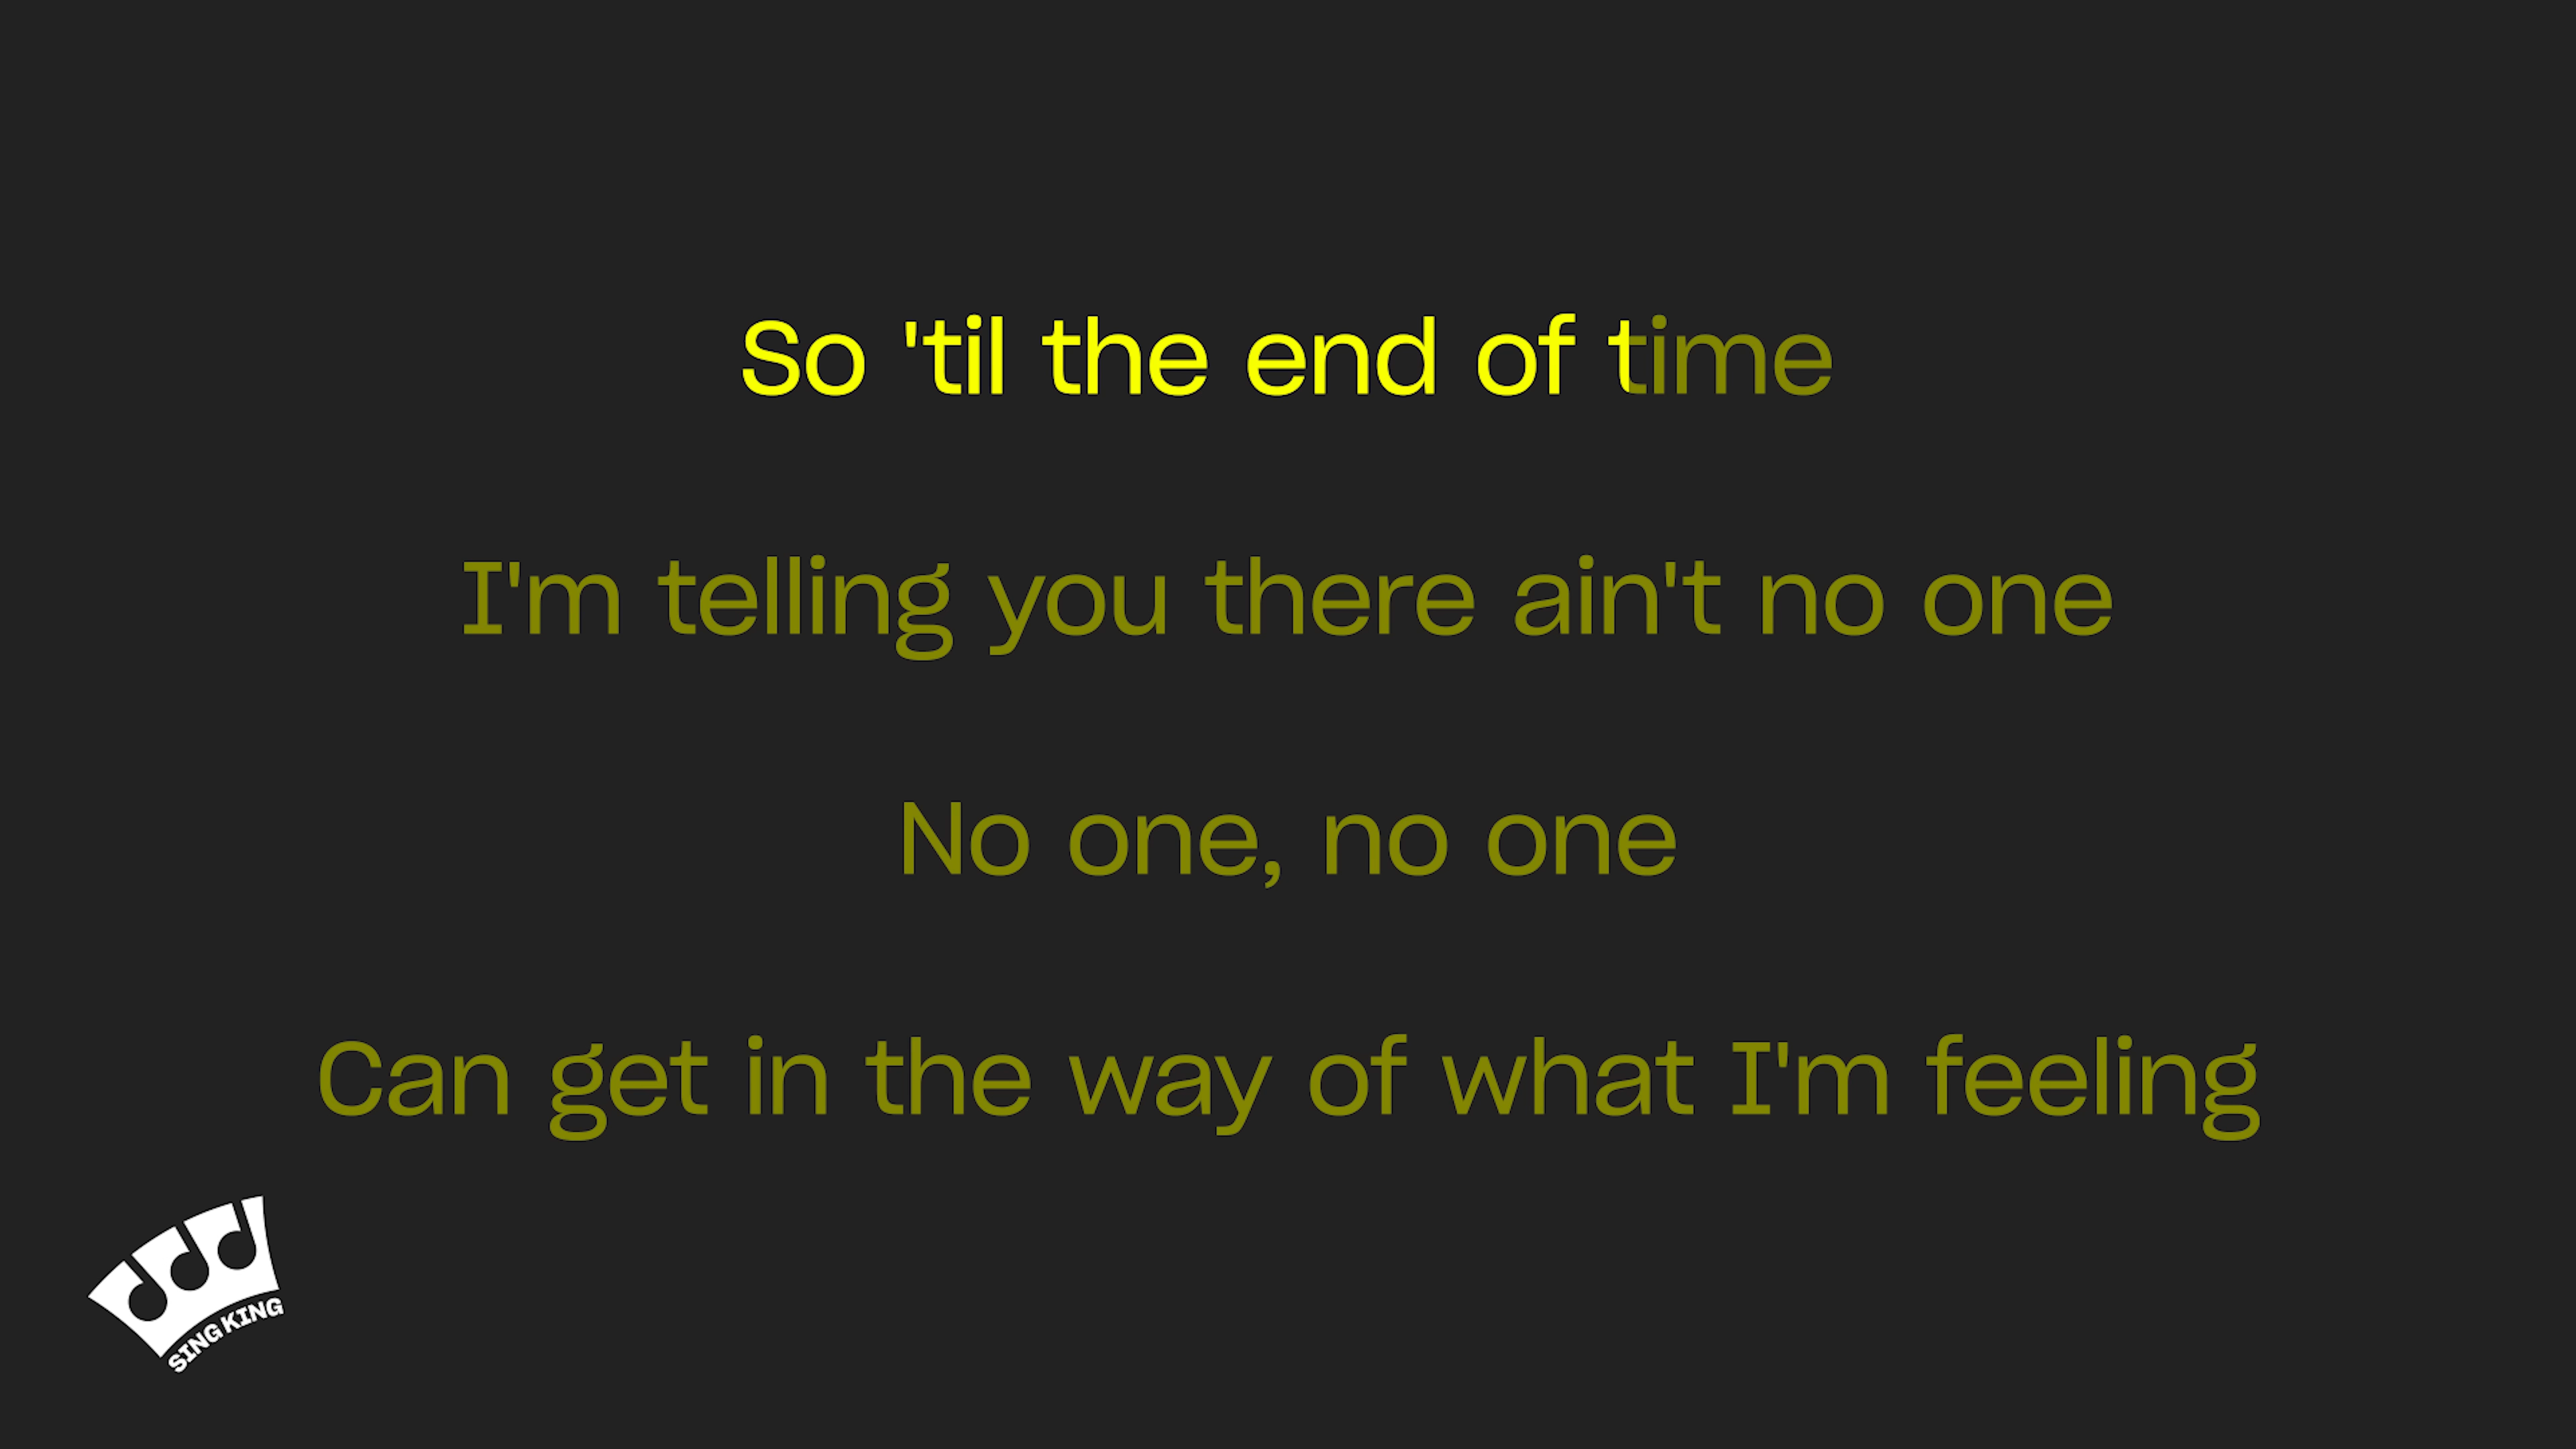 So 'til the end of time
I'm telling you there ain't no one
No one, no one
Can get in the way of what I'm feeling
SING KING